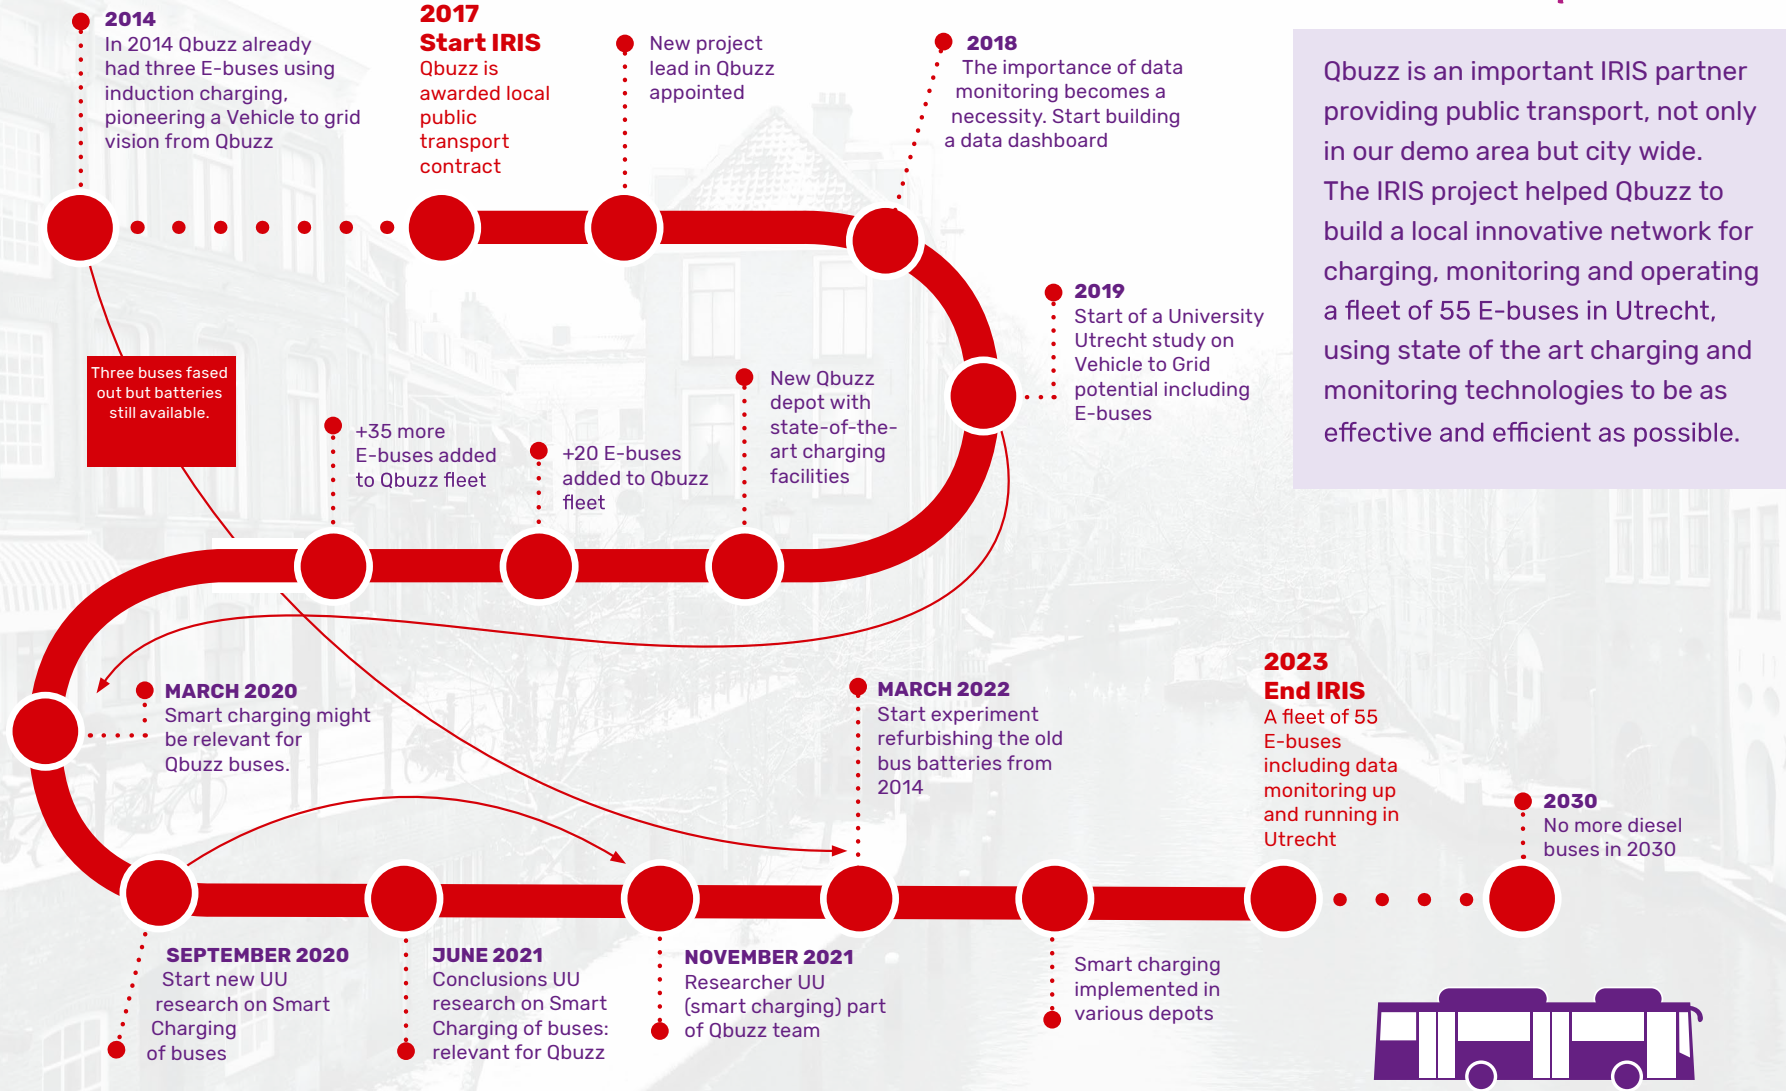 2014
In 2014 Qbuzz already
had three E-buses using
induction charging,
pioneering a Vehicle to grid
vision from Qbuzz
2017
Start IRIS
Qbuzz is
awarded local
public
transport
contract
New project
lead in Qbuzz
appointed
2018
The importance of data
monitoring becomes a
necessity. Start building
a data dashboard
Qbuzz is an important IRIS partner
providing public transport, not only
in our demo area but city wide.
The IRIS project helped Qbuzz to
build a local innovative network for
charging, monitoring and operating
a fleet of 55 E-buses in Utrecht,
using state of the art charging and
monitoring technologies to be as
effective and efficient as possible.
2019
Start of a University
Utrecht study on
Vehicle to Grid
potential including
E-buses
Three buses fased
out but batteries
still available.
New Qbuzz
depot with
state-of-the-
art charging
facilities
+20 E-buses
added to Qbuzz
fleet
+35 more
E-buses added
to Qbuzz fleet
MARCH 2020
Smart charging might
be relevant for
Qbuzz buses.
SEPTEMBER 2020
Start new UU
research on Smart
Charging
of buses
JUNE 2021
Conclusions UU
research on Smart
Charging of buses:
relevant for Qbuzz
NOVEMBER 2021
Researcher UU
(smart charging) part
of Qbuzz team
MARCH 2022
Start experiment
refurbishing the old
bus batteries from
2014
Smart charging
implemented in
various depots
2023
End IRIS
A fleet of 55
E-buses
including data
monitoring up
and running in
Utrecht
2030
No more diesel
buses in 2030